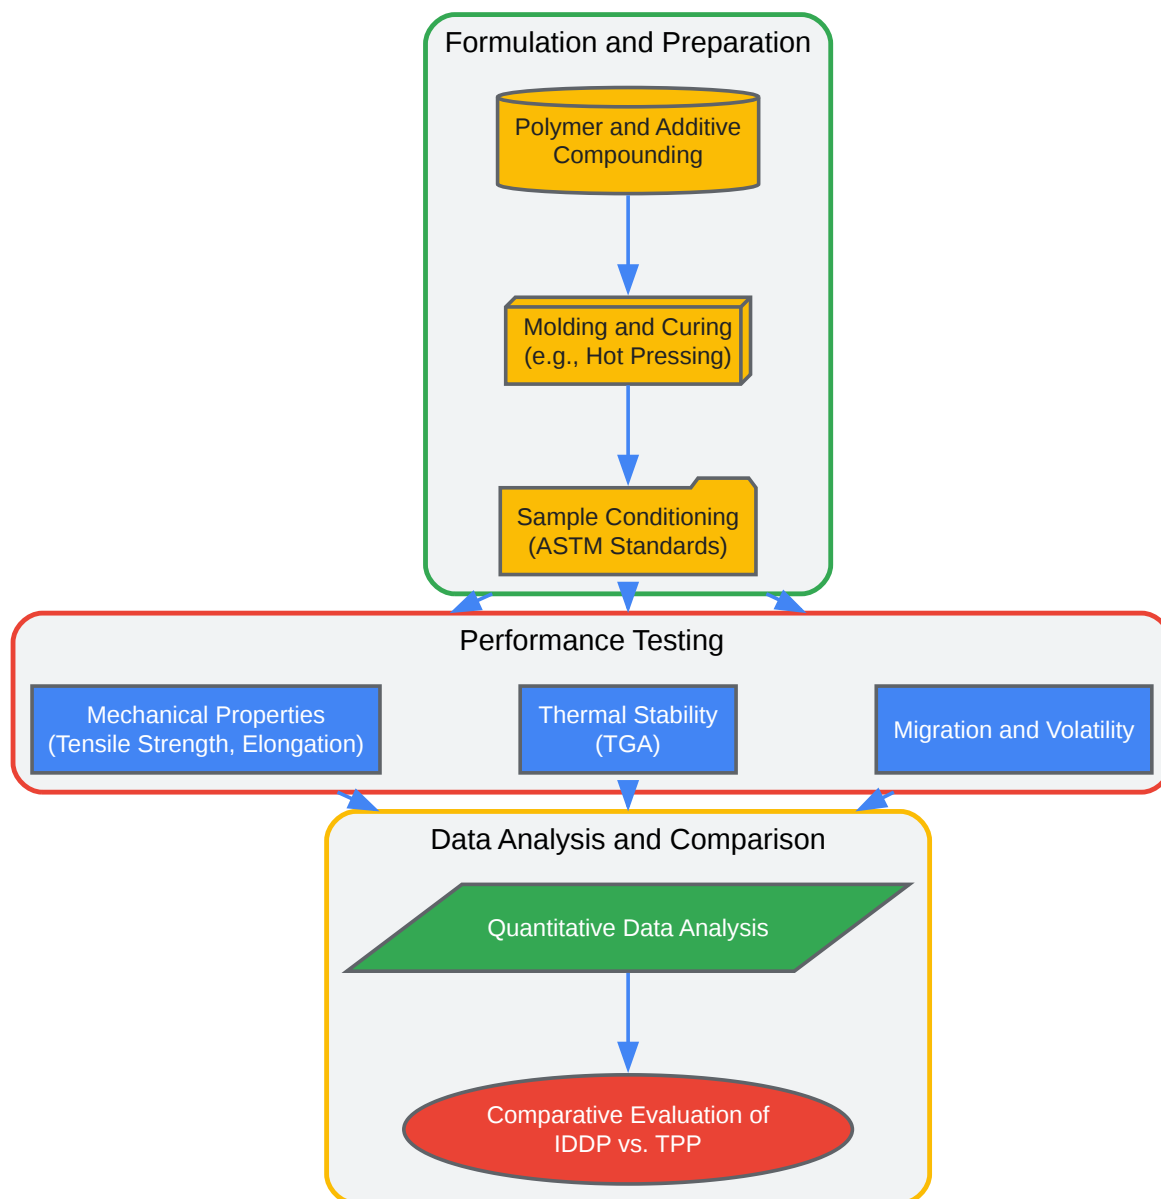 Formulation and Preparation
Polymer and Additive
Compounding
Molding and Curing
(e.g., Hot Pressing)
Sample Conditioning
(ASTM Standards)
Performance Testing
Mechanical Properties
(Tensile Strength, Elongation)
Thermal Stability
(TGA)
Migration and Volatility
Data Analysis and Comparison
Quantitative Data Analysis
Comparative Evaluation of
IDDP vs. TPP